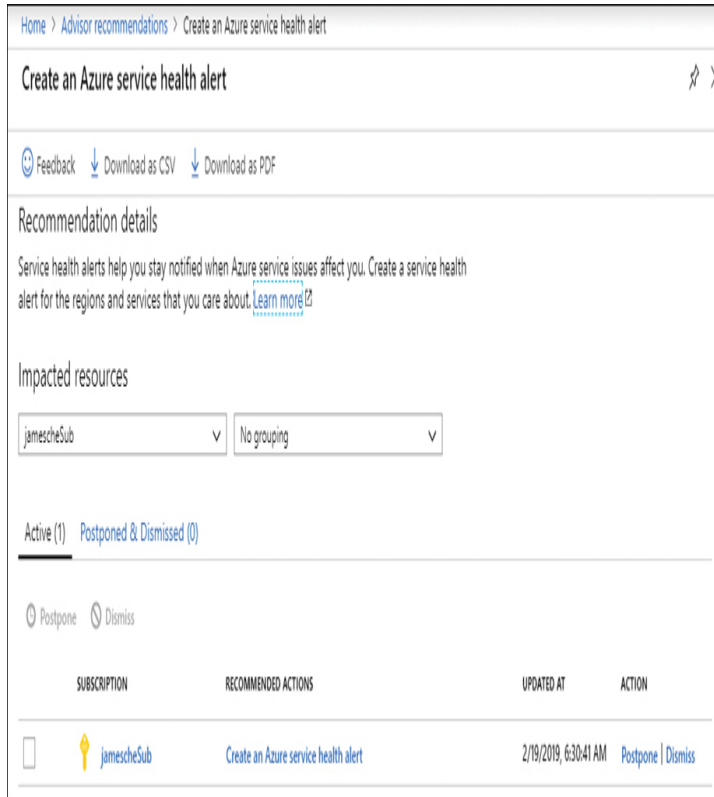 Home > Advisor recommendations > Create an Azure service health alert
Create an Azure service health alert
Feedback Download as CSV Download as PDF
Recommendation details
Service health alerts help you stay notified when Azure service issues affect you. Create a service health
alert for the regions and services that you care about. Learn more
Impacted resources
jamescheSub No grouping
Active (1) Postponed & Dismissed (0)
Postpone Dismiss
SUBSCRIPTION RECOMMENDED ACTIONS UPDATED AT ACTION
jamescheSub Create an Azure service health alert 2/19/2019, 6:30:41 AM Postpone | Dismiss